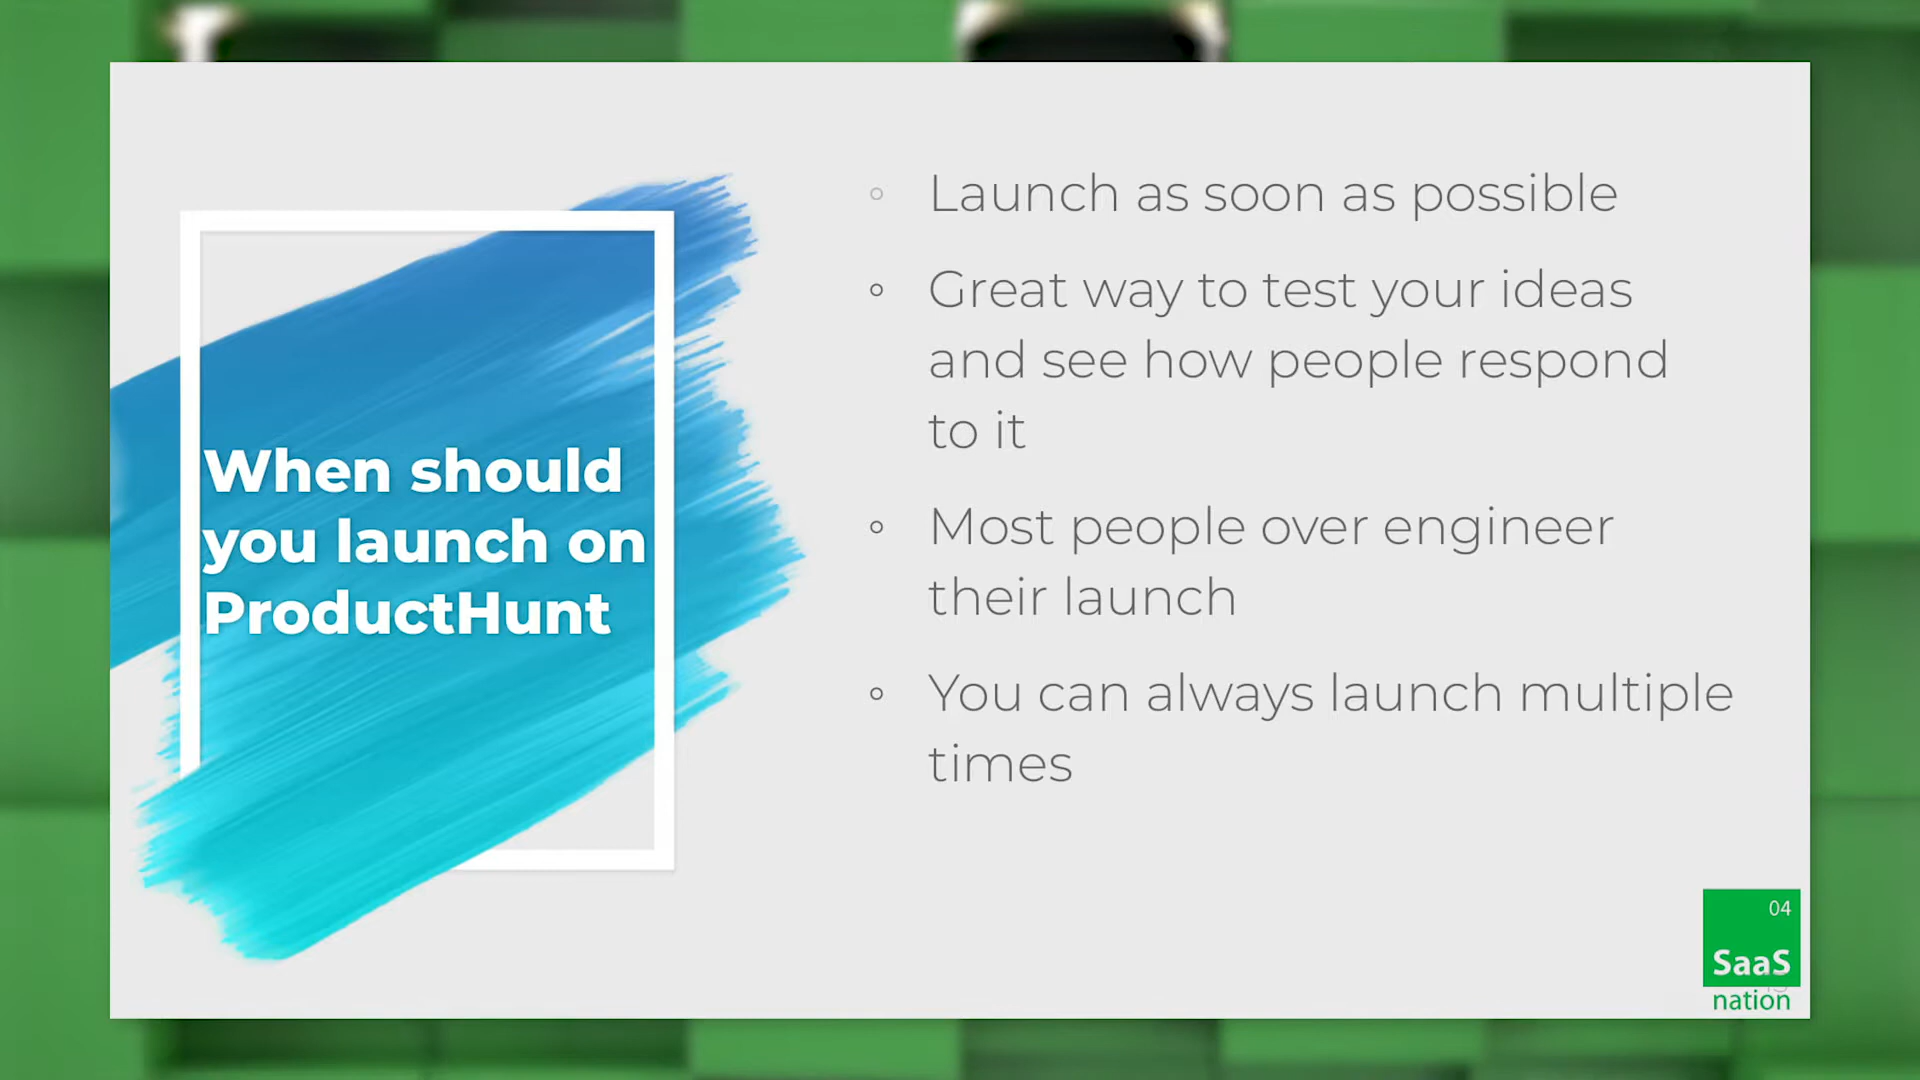 When should
you launch on
ProductHunt
Launch as soon as possible
Great way to test your ideas
and see how people respond
to it
Most people over engineer
their launch
You can always launch multiple
times
04
SaaS
nation